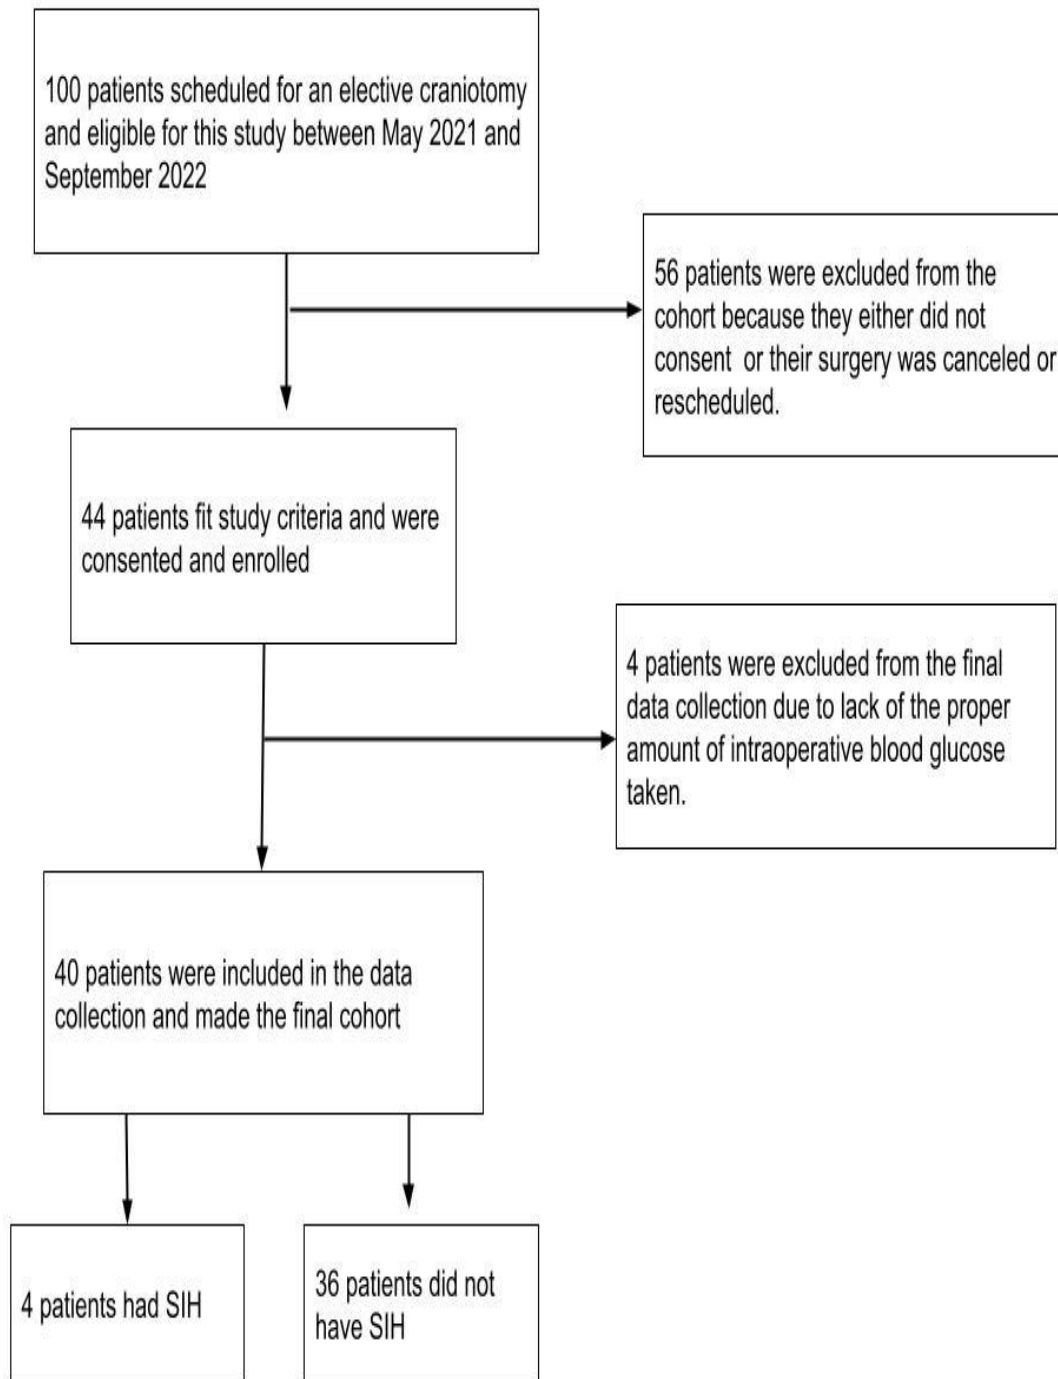 100 patients scheduled for an elective craniotomy
and eligible for this study between May 2021 and
September 2022
56 patients were excluded from the
cohort because they either did not
consent or their surgery was canceled or
rescheduled.
44 patients fit study criteria and were
consented and enrolled
4 patients were excluded from the final
data collection due to lack of the proper
amount of intraoperative blood glucose
taken.
40 patients were included in the data
collection and made the final cohort
4 patients had SIH
36 patients did not
have SIH